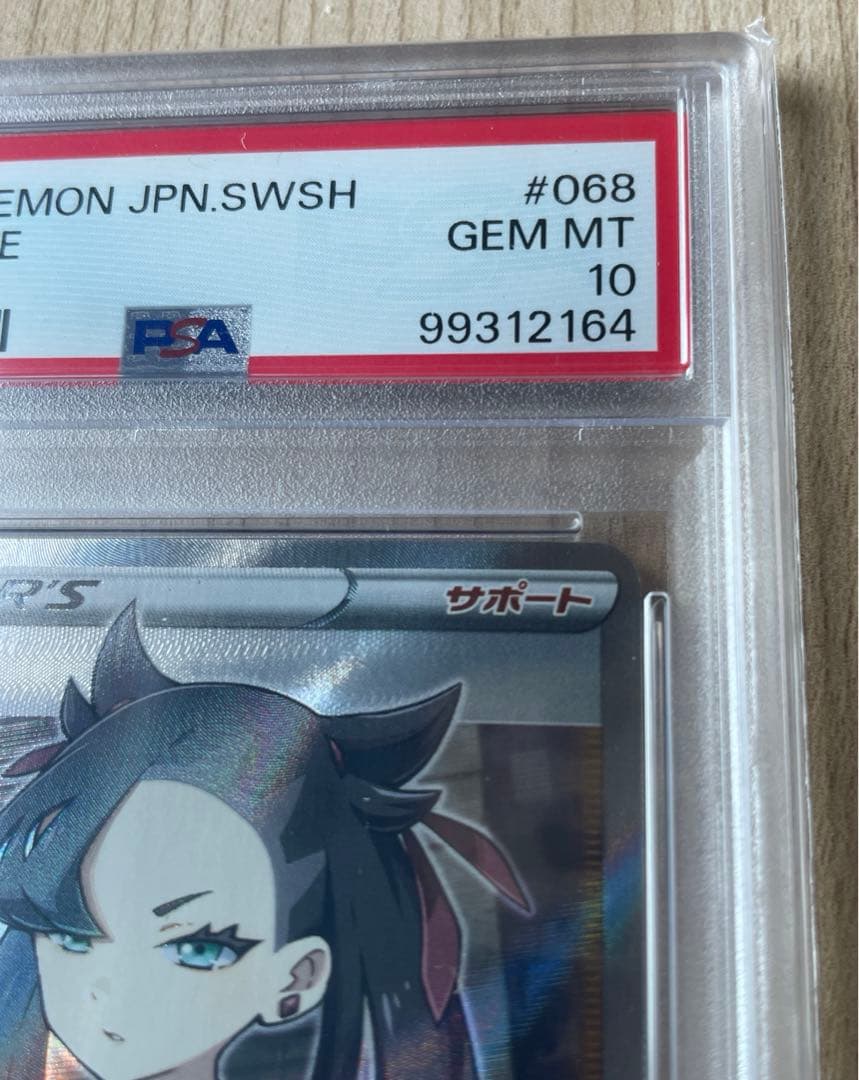 EMON JPN.SWSH #068
E GEM MT
10
PSA 99312164
R'S サポート